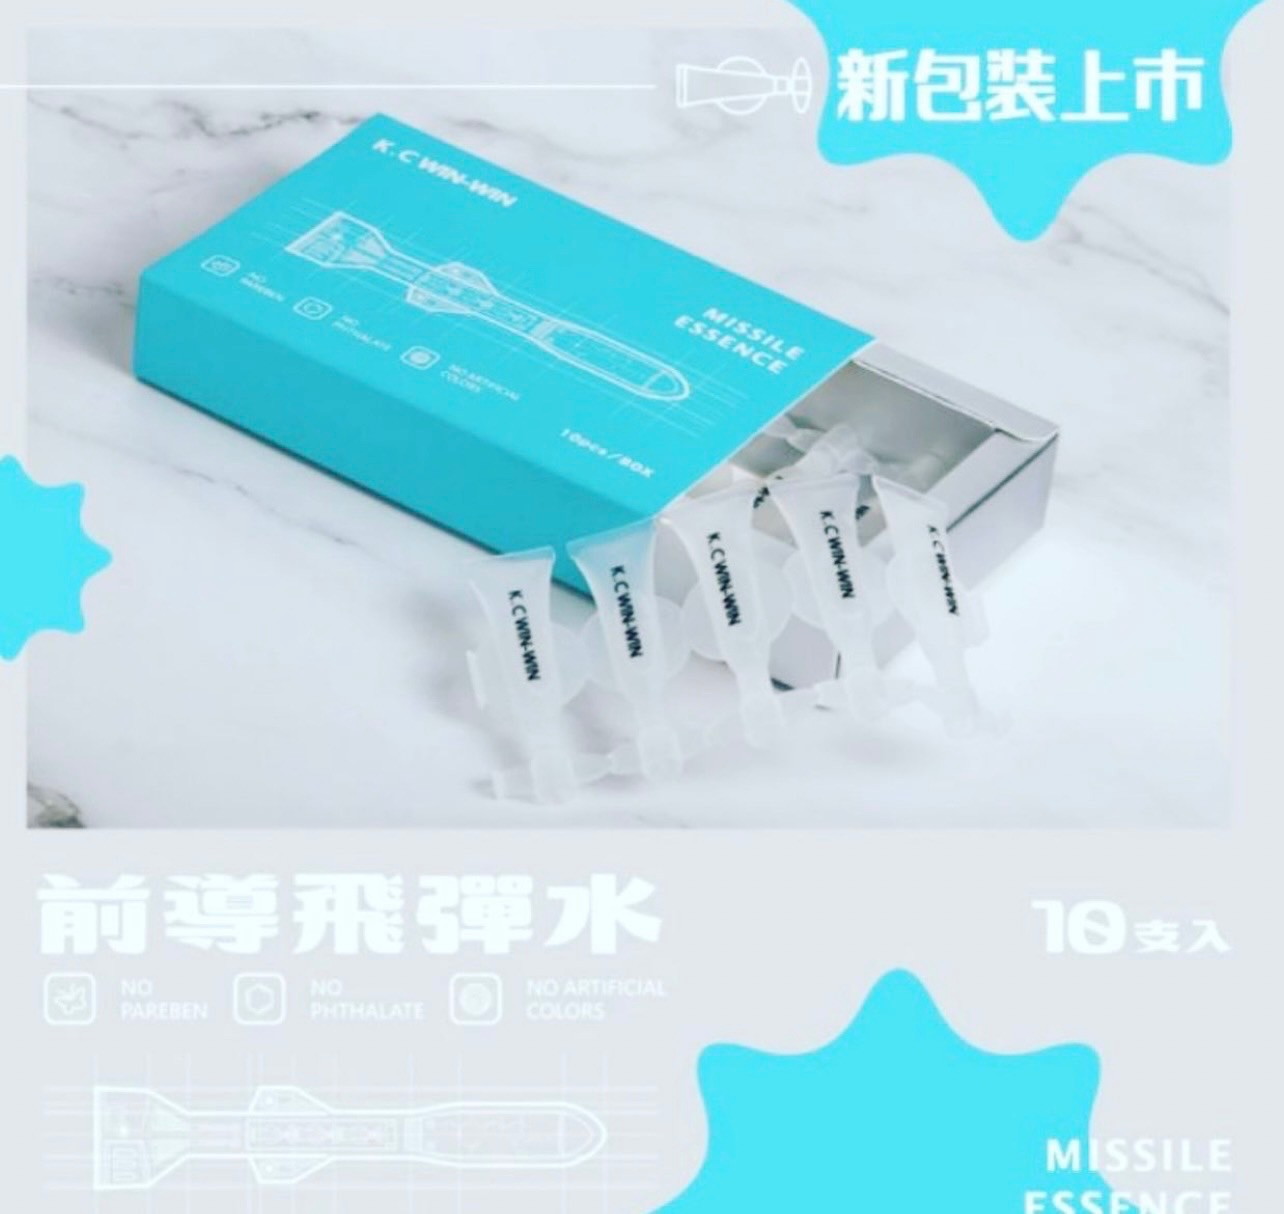 新包裝上市
K.C WIN-WIN
NO
PAREBEN
NO
PHTHALATE
NO ARTIFICIAL
COLORS
MISSILE
ESSENCE
10pcs/BOX
K.C WIN-WIN
K.C WIN-WIN
K.C WIN-WIN
K.C WIN-WIN
K.C WIN-WIN
前導飛彈水
10支入
NO
PAREBEN
NO
PHTHALATE
NO ARTIFICIAL
COLORS
MISSILE
ESSENCE